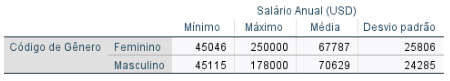 Salário Anual (USD)
Mínimo Máximo Média Desvio padrão
Código de Gênero Feminino 45046 250000 67787 25806
Masculino 45115 178000 70629 24285